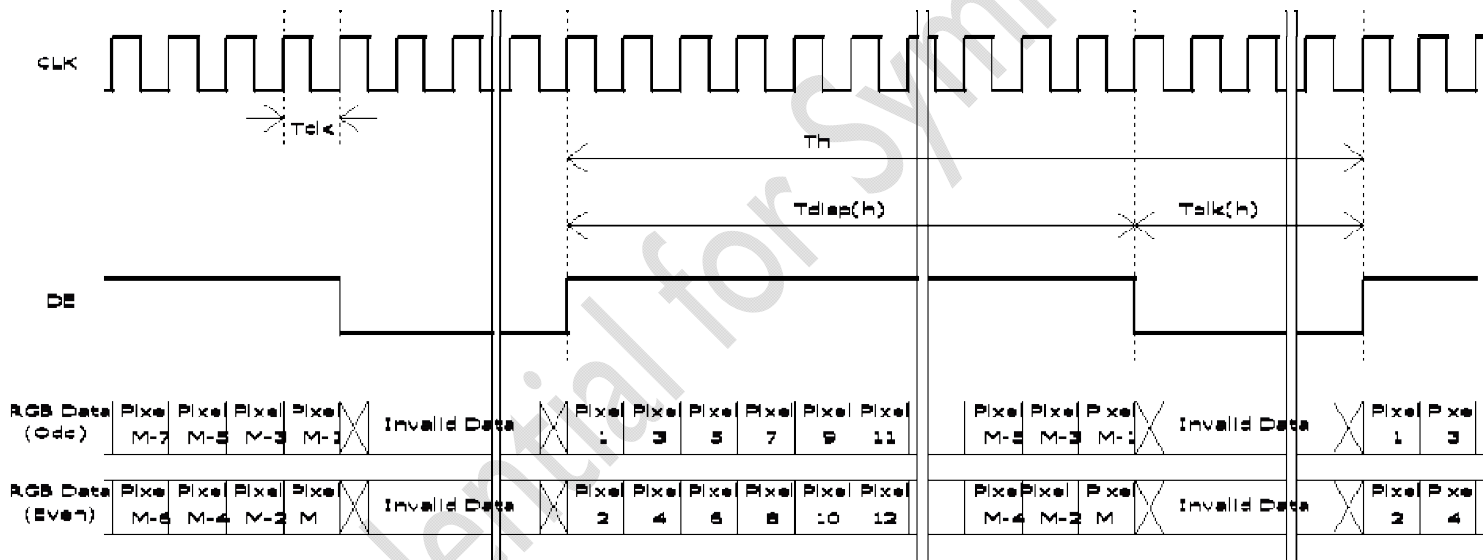 CLK
Tclk
Th
Tdisp(h) Tblk(h)
DE
RGB Data (Odd) Pixel M-7 Pixel M-5 Pixel M-3 Pixel M-1 Invalid Data Pixel 1 Pixel 3 Pixel 5 Pixel 7 Pixel 9 Pixel 11 Pixel M-5 Pixel M-3 Pixel M-1 Invalid Data Pixel 1 Pixel 3
RGB Data (Even) Pixel M-6 Pixel M-4 Pixel M-2 Pixel M Invalid Data Pixel 2 Pixel 4 Pixel 6 Pixel 8 Pixel 10 Pixel 12 Pixel M-4 Pixel M-2 Pixel M Invalid Data Pixel 2 Pixel 4
ential for Sym